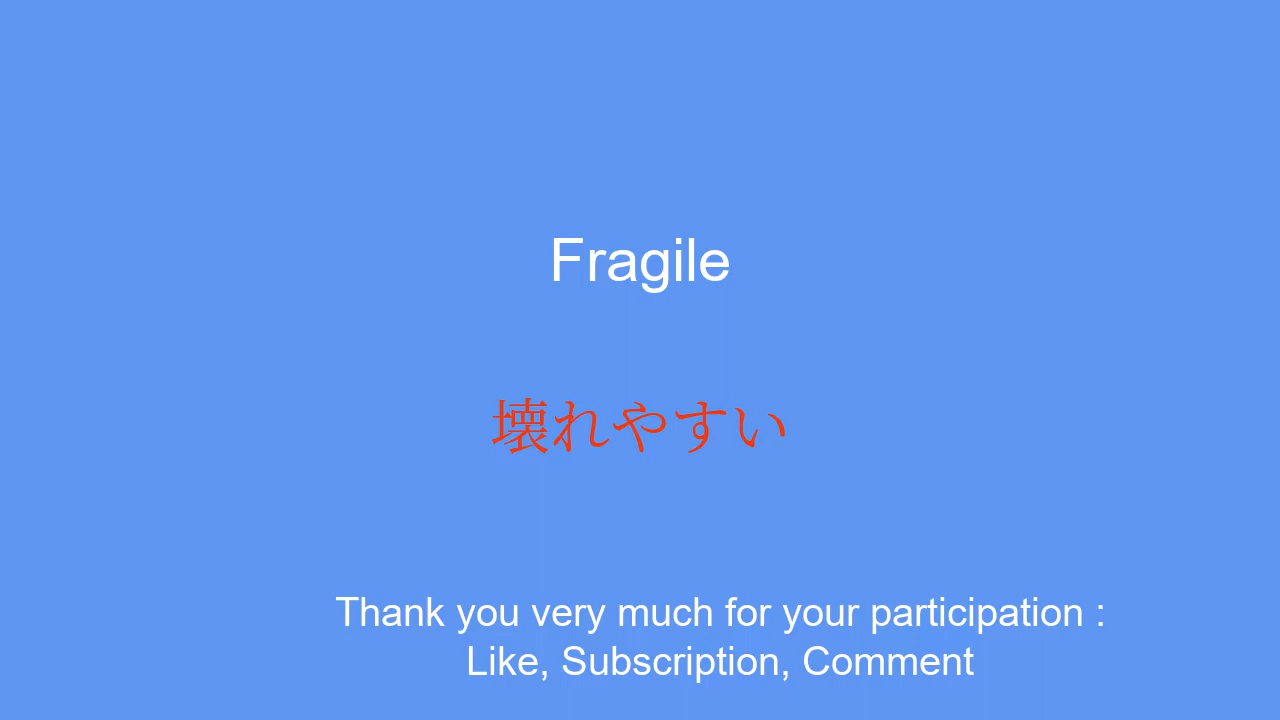 Fragile
壊れやすい
Thank you very much for your participation :
Like, Subscription, Comment